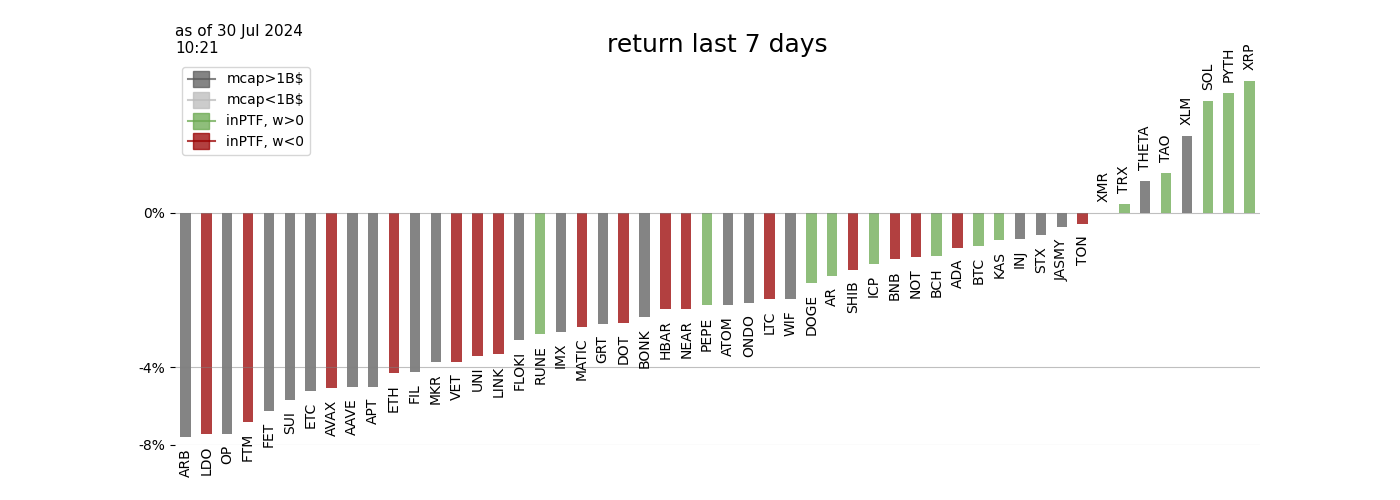 as of 30 Jul 2024
10:21
return last 7 days
mcap>1B$
mcap<1B$
inPTF, w>0
inPTF, w<0
0%
-4%
-8%
ARB
LDO
OP
FTM
FET
SUI
ETC
AVAX
AAVE
APT
ETH
FIL
MKR
VET
UNI
LINK
FLOKI
RUNE
IMX
MATIC
GRT
DOT
BONK
HBAR
NEAR
PEPE
ATOM
ONDO
LTC
WIF
DOGE
AR
SHIB
ICP
BNB
NOT
BCH
ADA
BTC
KAS
INJ
STX
JASMY
TON
XMR
TRX
THETA
TAO
XLM
SOL
PYTH
XRP